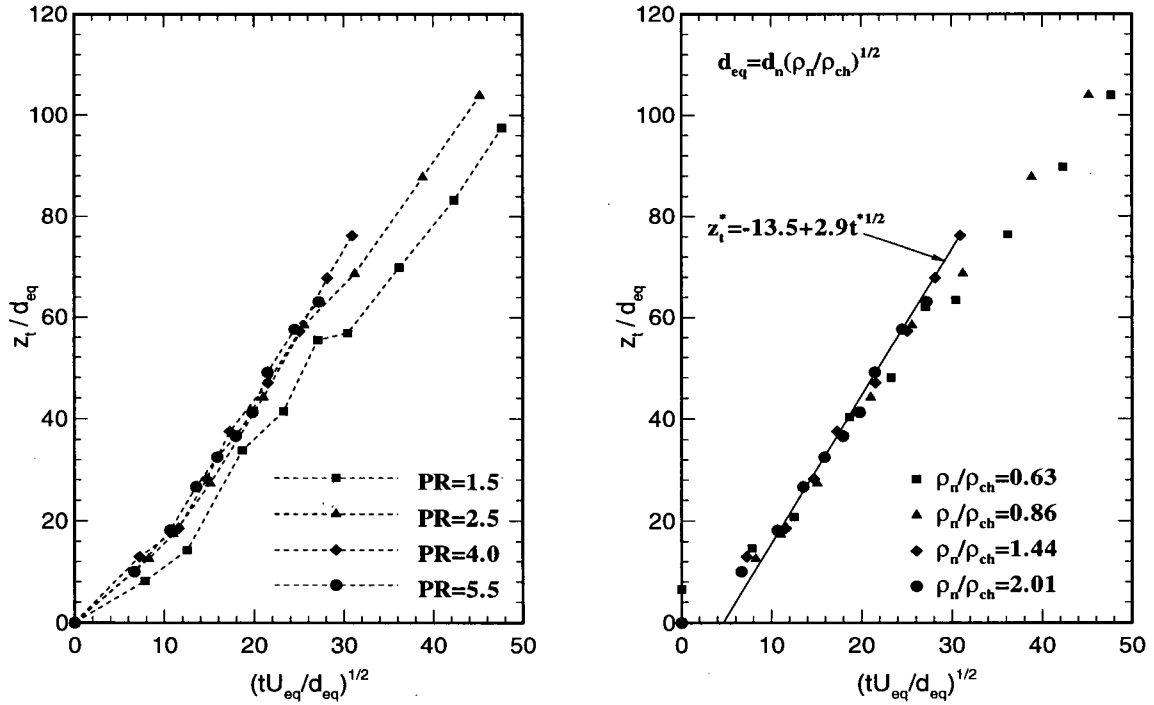 120
100
80
60
40
20
0
z_t / d_eq
PR=1.5
PR=2.5
PR=4.0
PR=5.5
0 10 20 30 40 50
(tU_eq/d_eq)^1/2
120
100
80
60
40
20
0
z_t / d_eq
d_eq=d_n(ρ_n/ρ_ch)^1/2
z_t^*=-13.5+2.9t^*1/2
ρ_n/ρ_ch=0.63
ρ_n/ρ_ch=0.86
ρ_n/ρ_ch=1.44
ρ_n/ρ_ch=2.01
0 10 20 30 40 50
(tU_eq/d_eq)^1/2